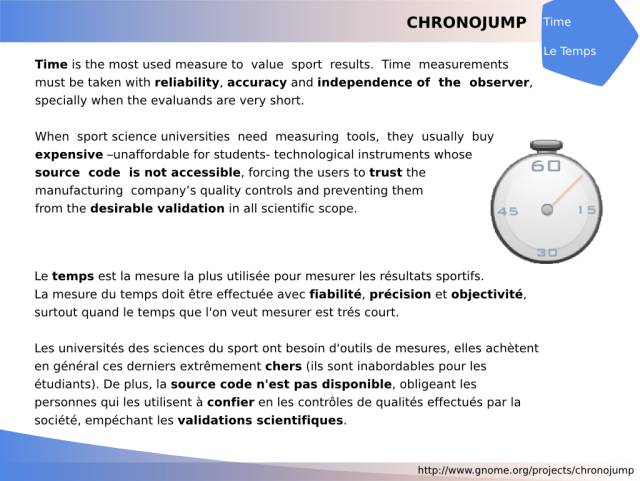 CHRONOJUMP
Time
Le Temps
Time is the most used measure to value sport results. Time measurements
must be taken with reliability, accuracy and independence of the observer,
specially when the evaluands are very short.
When sport science universities need measuring tools, they usually buy
expensive –unaffordable for students- technological instruments whose
source code is not accessible, forcing the users to trust the
manufacturing company's quality controls and preventing them
from the desirable validation in all scientific scope.
60
45
15
30
Le temps est la mesure la plus utilisée pour mesurer les résultats sportifs.
La mesure du temps doit être effectuée avec fiabilité, précision et objectivité,
surtout quand le temps que l'on veut mesurer est trés court.
Les universités des sciences du sport ont besoin d'outils de mesures, elles achètent
en général ces derniers extrêmement chers (ils sont inabordables pour les
étudiants). De plus, la source code n'est pas disponible, obligeant les
personnes qui les utilisent à confier en les contrôles de qualités effectués par la
société, empéchant les validations scientifiques.
http://www.gnome.org/projects/chronojump